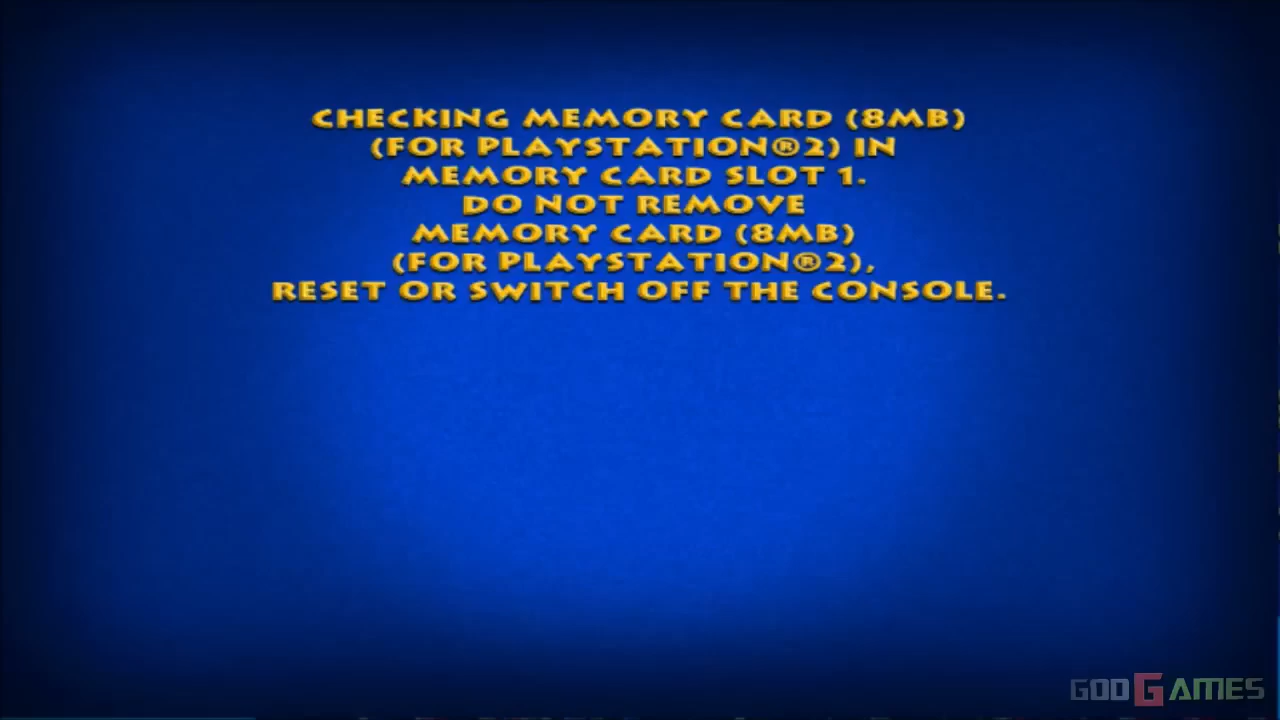 CHECKING MEMORY CARD (8MB)
(FOR PLAYSTATION®2) IN
MEMORY CARD SLOT 1.
DO NOT REMOVE
MEMORY CARD (8MB)
(FOR PLAYSTATION®2),
RESET OR SWITCH OFF THE CONSOLE.
GODGAMES